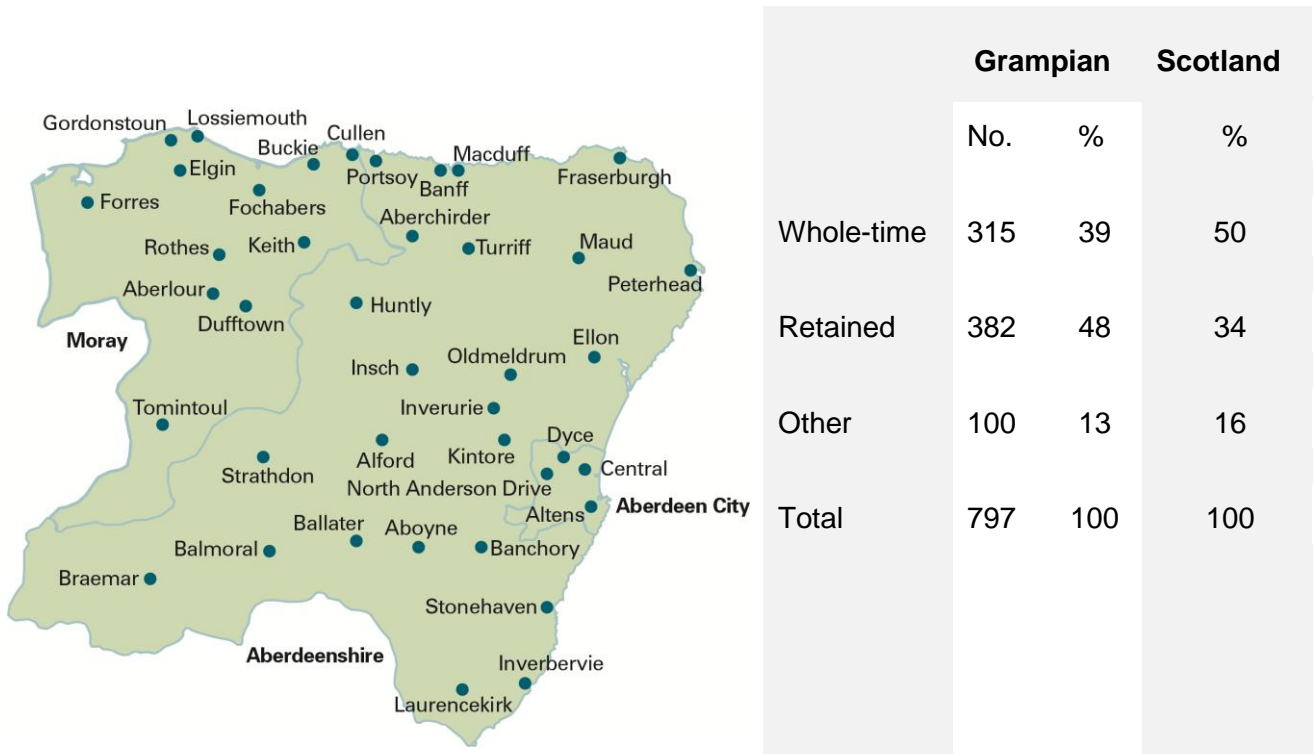 Gordonstoun
Lossiemouth
Cullen
Buckie
Elgin
Portsoy
Macduff
Banff
Fraserburgh
Forres
Fochabers
Aberchirder
Rothes
Keith
Turriff
Maud
Peterhead
Aberlour
Dufftown
Huntly
Moray
Ellon
Oldmeldrum
Insch
Tomintoul
Inverurie
Dyce
Alford
Kintore
Central
Strathdon
North Anderson Drive
Altens
Aberdeen City
Ballater
Aboyne
Balmoral
Banchory
Braemar
Stonehaven
Aberdeenshire
Inverbervie
Laurencekirk
Grampian Scotland
No. % %
Whole-time 315 39 50
Retained 382 48 34
Other 100 13 16
Total 797 100 100